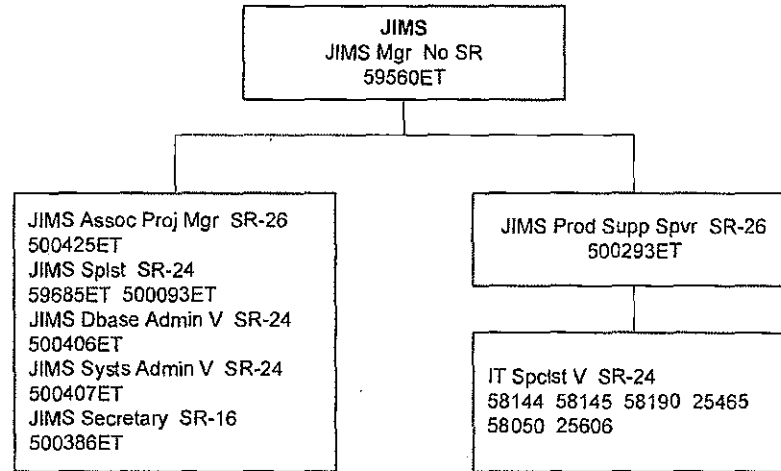 JIMS
JIMS Mgr No SR
59560ET
JIMS Assoc Proj Mgr SR-26
500425ET
JIMS Splst SR-24
59685ET 500093ET
JIMS Dbase Admin V SR-24
500406ET
JIMS Systs Admin V SR-24
500407ET
JIMS Secretary SR-16
500386ET
JIMS Prod Supp Spvr SR-26
500293ET
IT Spclst V SR-24
58144 58145 58190 25465
58050 25606